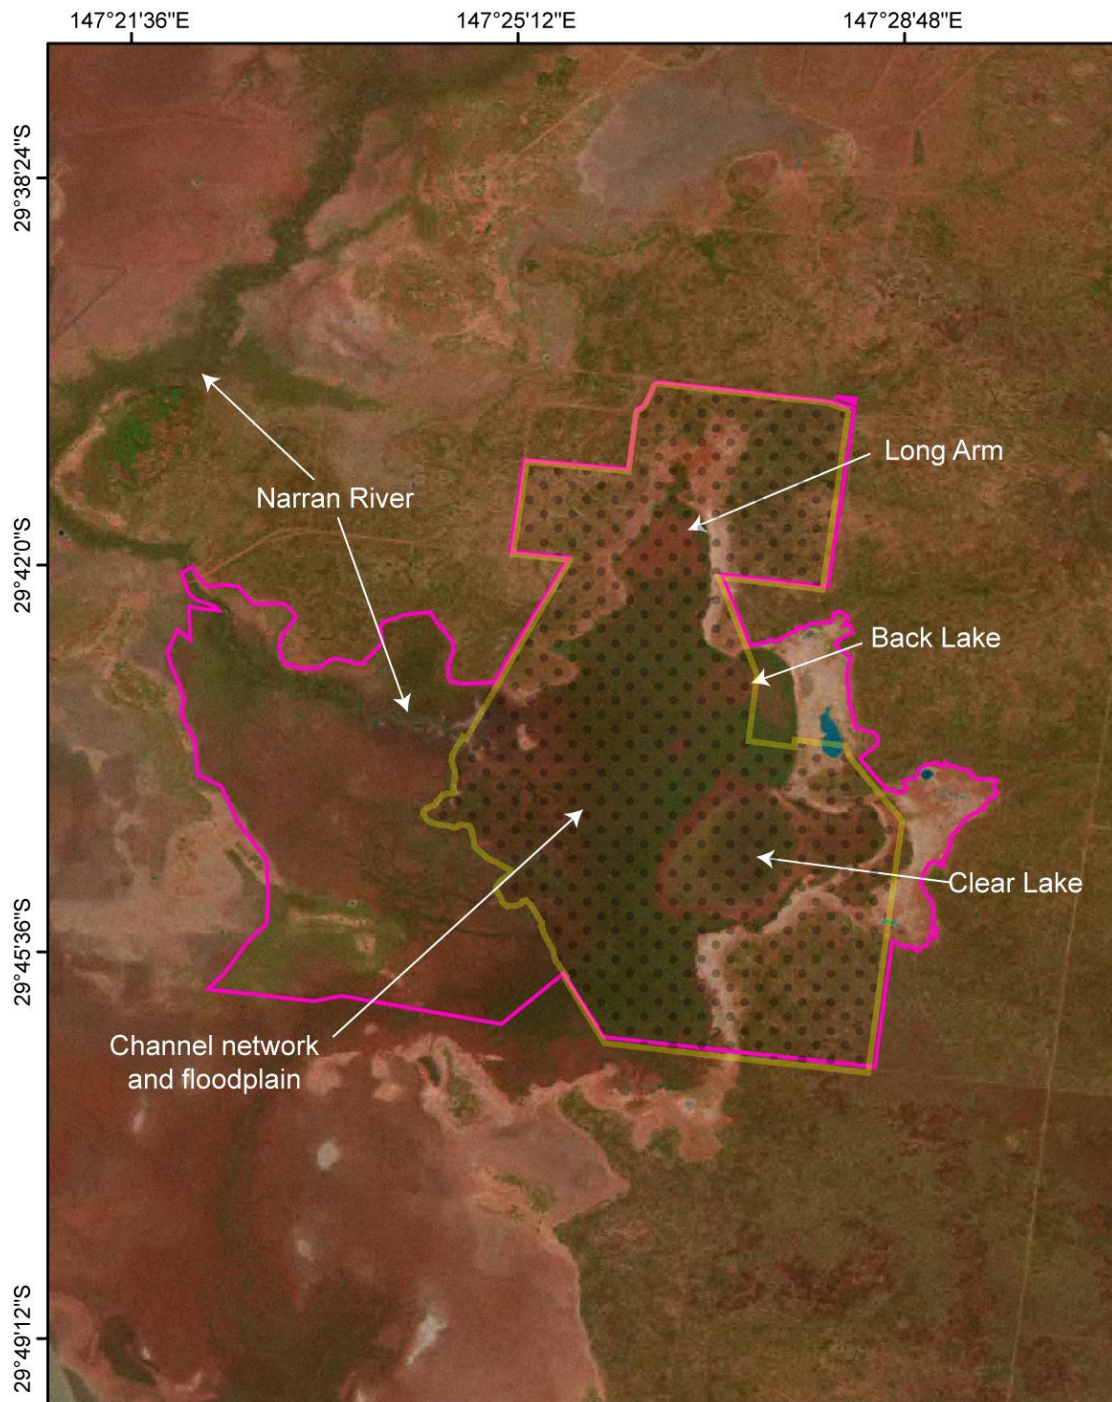 147°21'36"E
147°25'12"E
147°28'48"E
29°38'24"S
29°42'0"S
29°45'36"S
29°49'12"S
Long Arm
Narran River
Back Lake
Clear Lake
Channel network
and floodplain